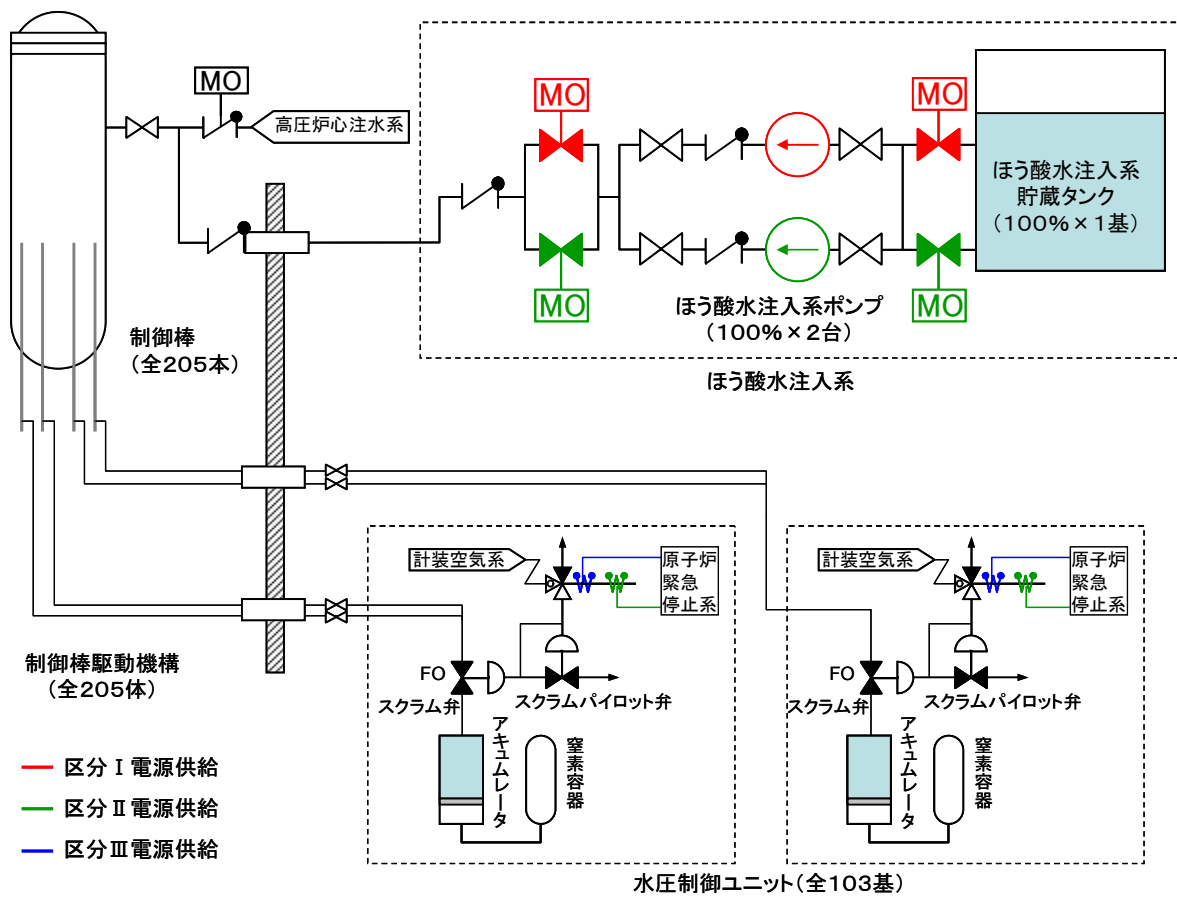 MO
高圧炉心注水系
MO
MO
MO
MO
ほう酸水注入系
貯蔵タンク
(100%×1基)
ほう酸水注入系ポンプ
(100%×2台)
ほう酸水注入系
制御棒
(全205本)
制御棒駆動機構
(全205体)
計装空気系
原子炉
緊急
停止系
FO
スクラム弁
スクラムパイロット弁
アキュムレータ
窒素容器
計装空気系
原子炉
緊急
停止系
FO
スクラム弁
スクラムパイロット弁
アキュムレータ
窒素容器
区分Ⅰ電源供給
区分Ⅱ電源供給
区分Ⅲ電源供給
水圧制御ユニット(全103基)